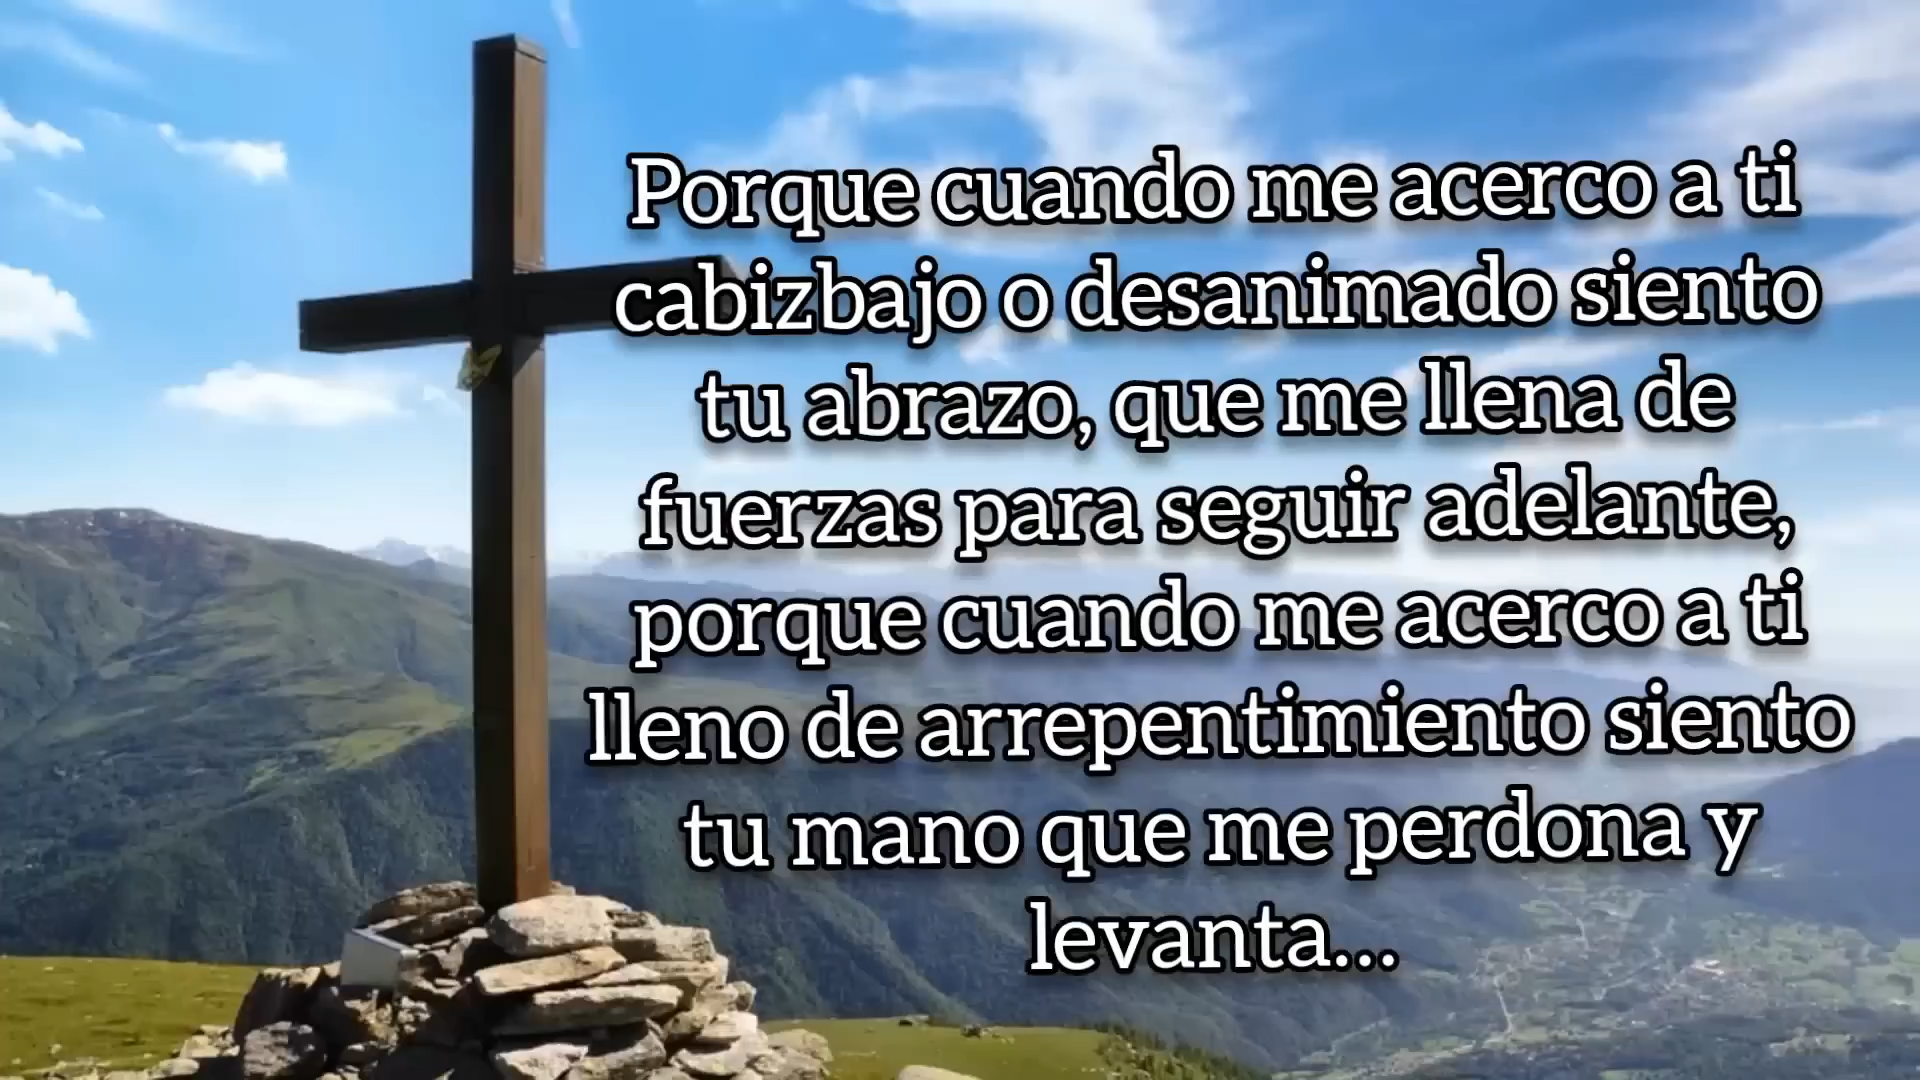 Porque cuando me acerco a ti
cabizbajo o desanimado siento
tu abrazo, que me llena de
fuerzas para seguir adelante,
porque cuando me acerco a ti
lleno de arrepentimiento siento
tu mano que me perdona y
levanta...